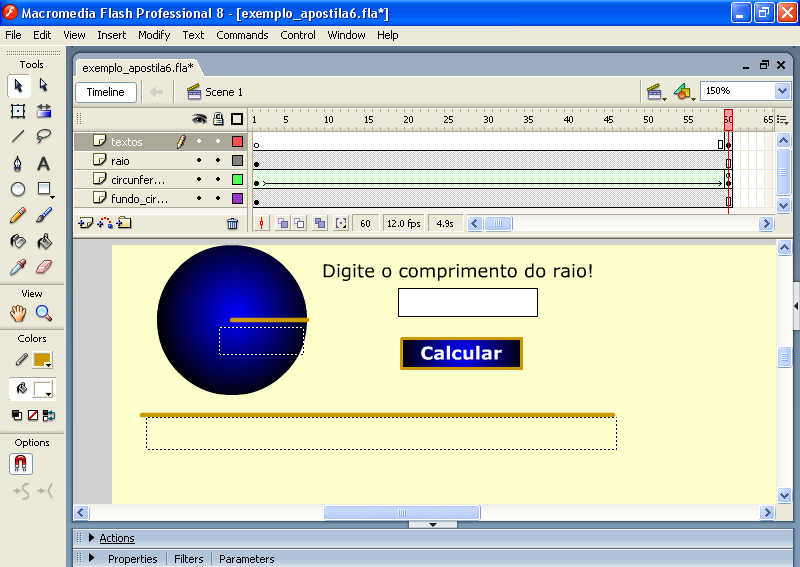 Macromedia Flash Professional 8 - [exemplo_apostila6.fla*]
File Edit View Insert Modify Text Commands Control Window Help
Tools
exemplo_apostila6.fla*
Timeline
Scene 1
150%
1 5 10 15 20 25 30 35 40 45 50 55 60 65
textos
raio
circunfer...
fundo_cir...
60 12.0 fps 4.9s
View
Colors
Options
Digite o comprimento do raio!
Calcular
Actions
Properties Filters Parameters